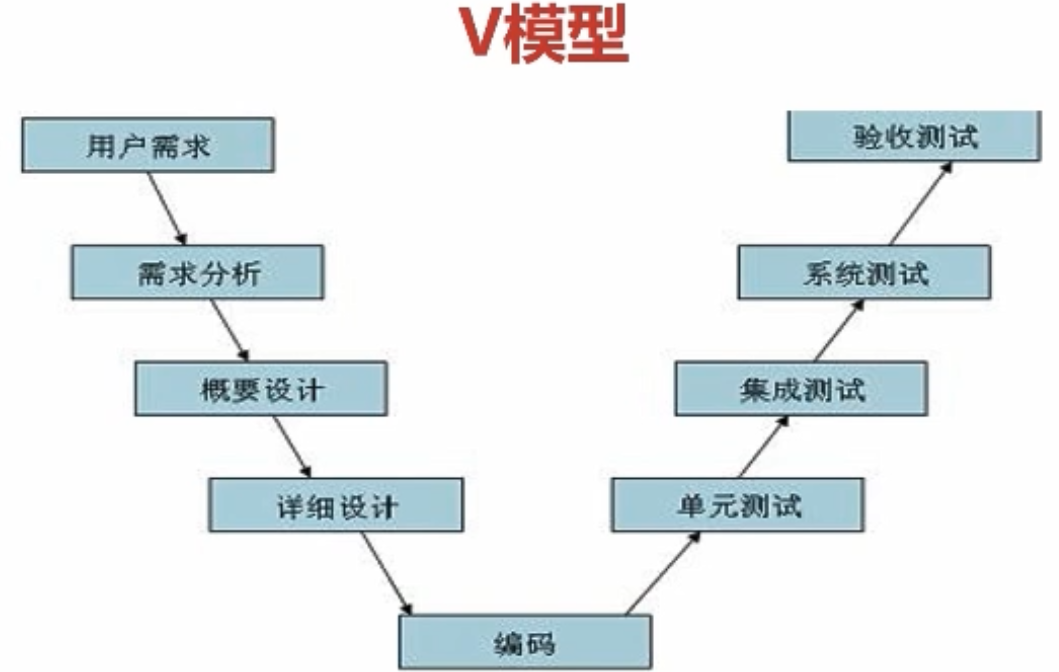 V模型
用户需求
验收测试
需求分析
系统测试
概要设计
集成测试
详细设计
单元测试
编码